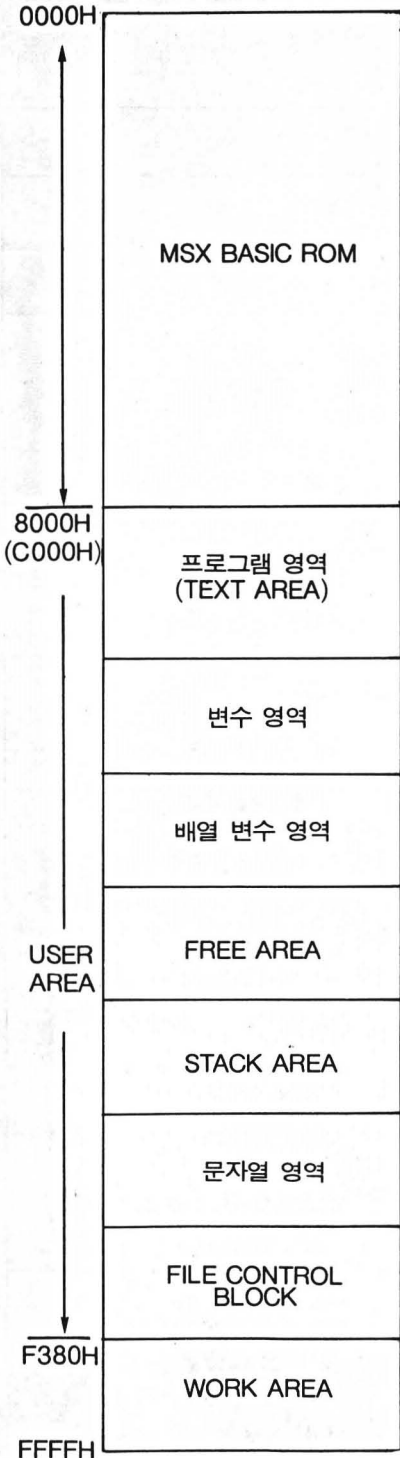 0000H
MSX BASIC ROM
8000H
(C000H)
프로그램 영역
(TEXT AREA)
변수 영역
배열 변수 영역
USER
AREA
FREE AREA
STACK AREA
문자열 영역
FILE CONTROL
BLOCK
F380H
WORK AREA
FFFFH